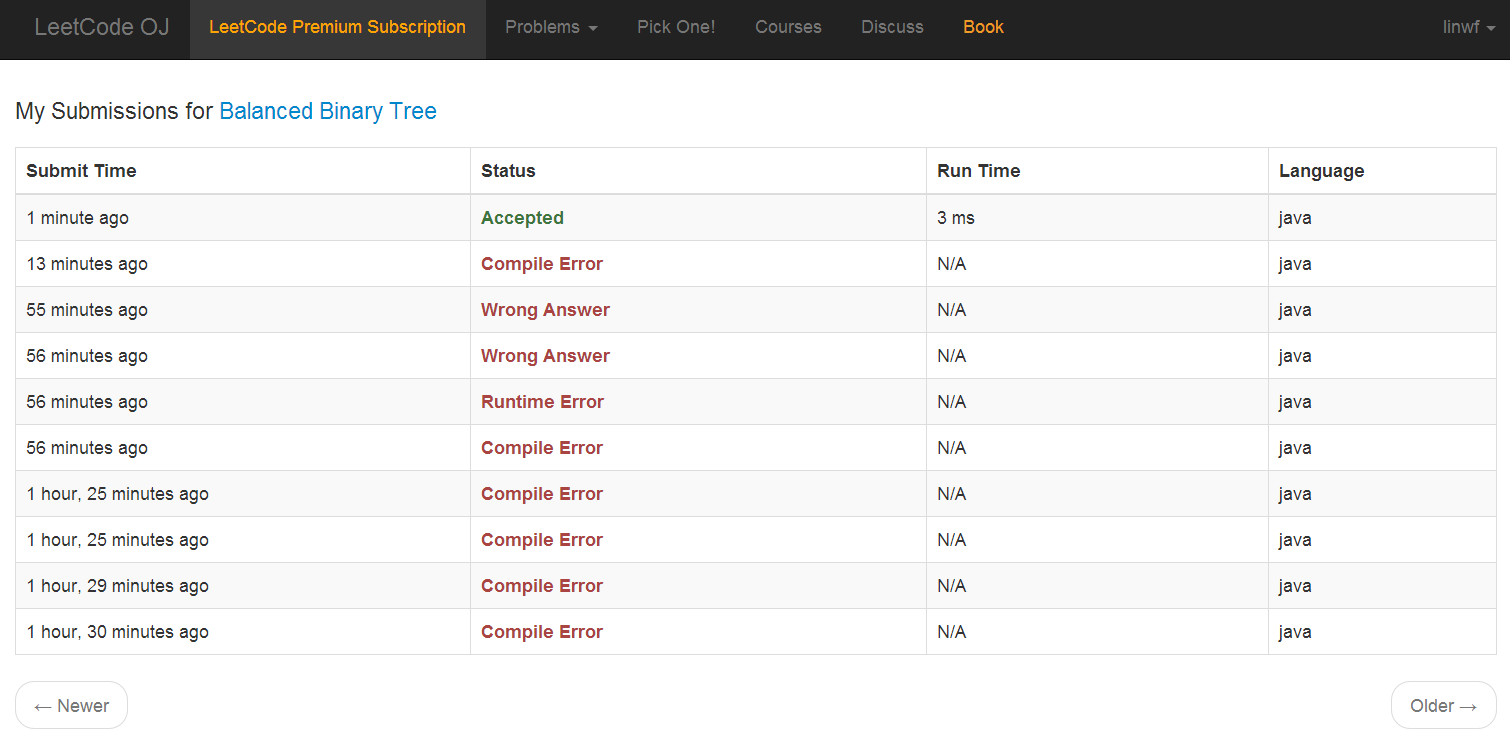 LeetCode OJ LeetCode Premium Subscription Problems Pick One! Courses Discuss Book linwf
My Submissions for Balanced Binary Tree
Submit Time Status Run Time Language
1 minute ago Accepted 3 ms java
13 minutes ago Compile Error N/A java
55 minutes ago Wrong Answer N/A java
56 minutes ago Wrong Answer N/A java
56 minutes ago Runtime Error N/A java
56 minutes ago Compile Error N/A java
1 hour, 25 minutes ago Compile Error N/A java
1 hour, 25 minutes ago Compile Error N/A java
1 hour, 29 minutes ago Compile Error N/A java
1 hour, 30 minutes ago Compile Error N/A java
← Newer Older →